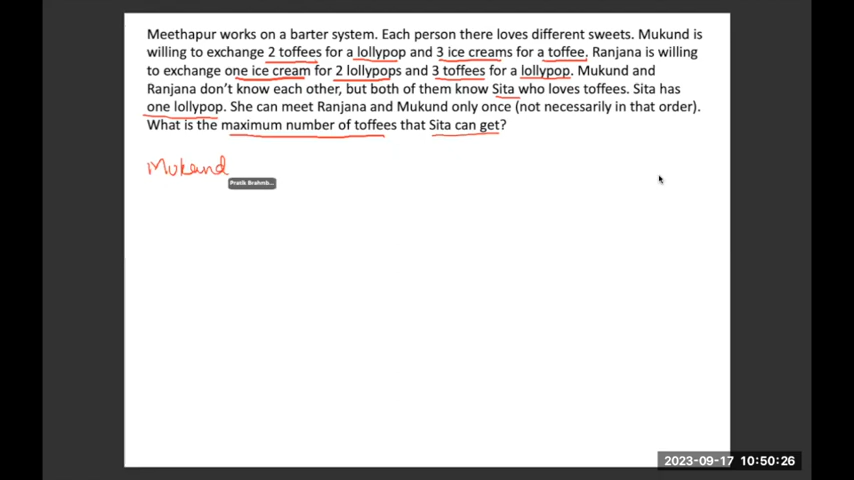 Meethapur works on a barter system. Each person there loves different sweets. Mukund is
willing to exchange 2 toffees for a lollypop and 3 ice creams for a toffee. Ranjana is willing
to exchange one ice cream for 2 lollypops and 3 toffees for a lollypop. Mukund and
Ranjana don't know each other, but both of them know Sita who loves toffees. Sita has
one lollypop. She can meet Ranjana and Mukund only once (not necessarily in that order).
What is the maximum number of toffees that Sita can get?
Mukund
Pratik Brahmb...
2023-09-17 10:50:26